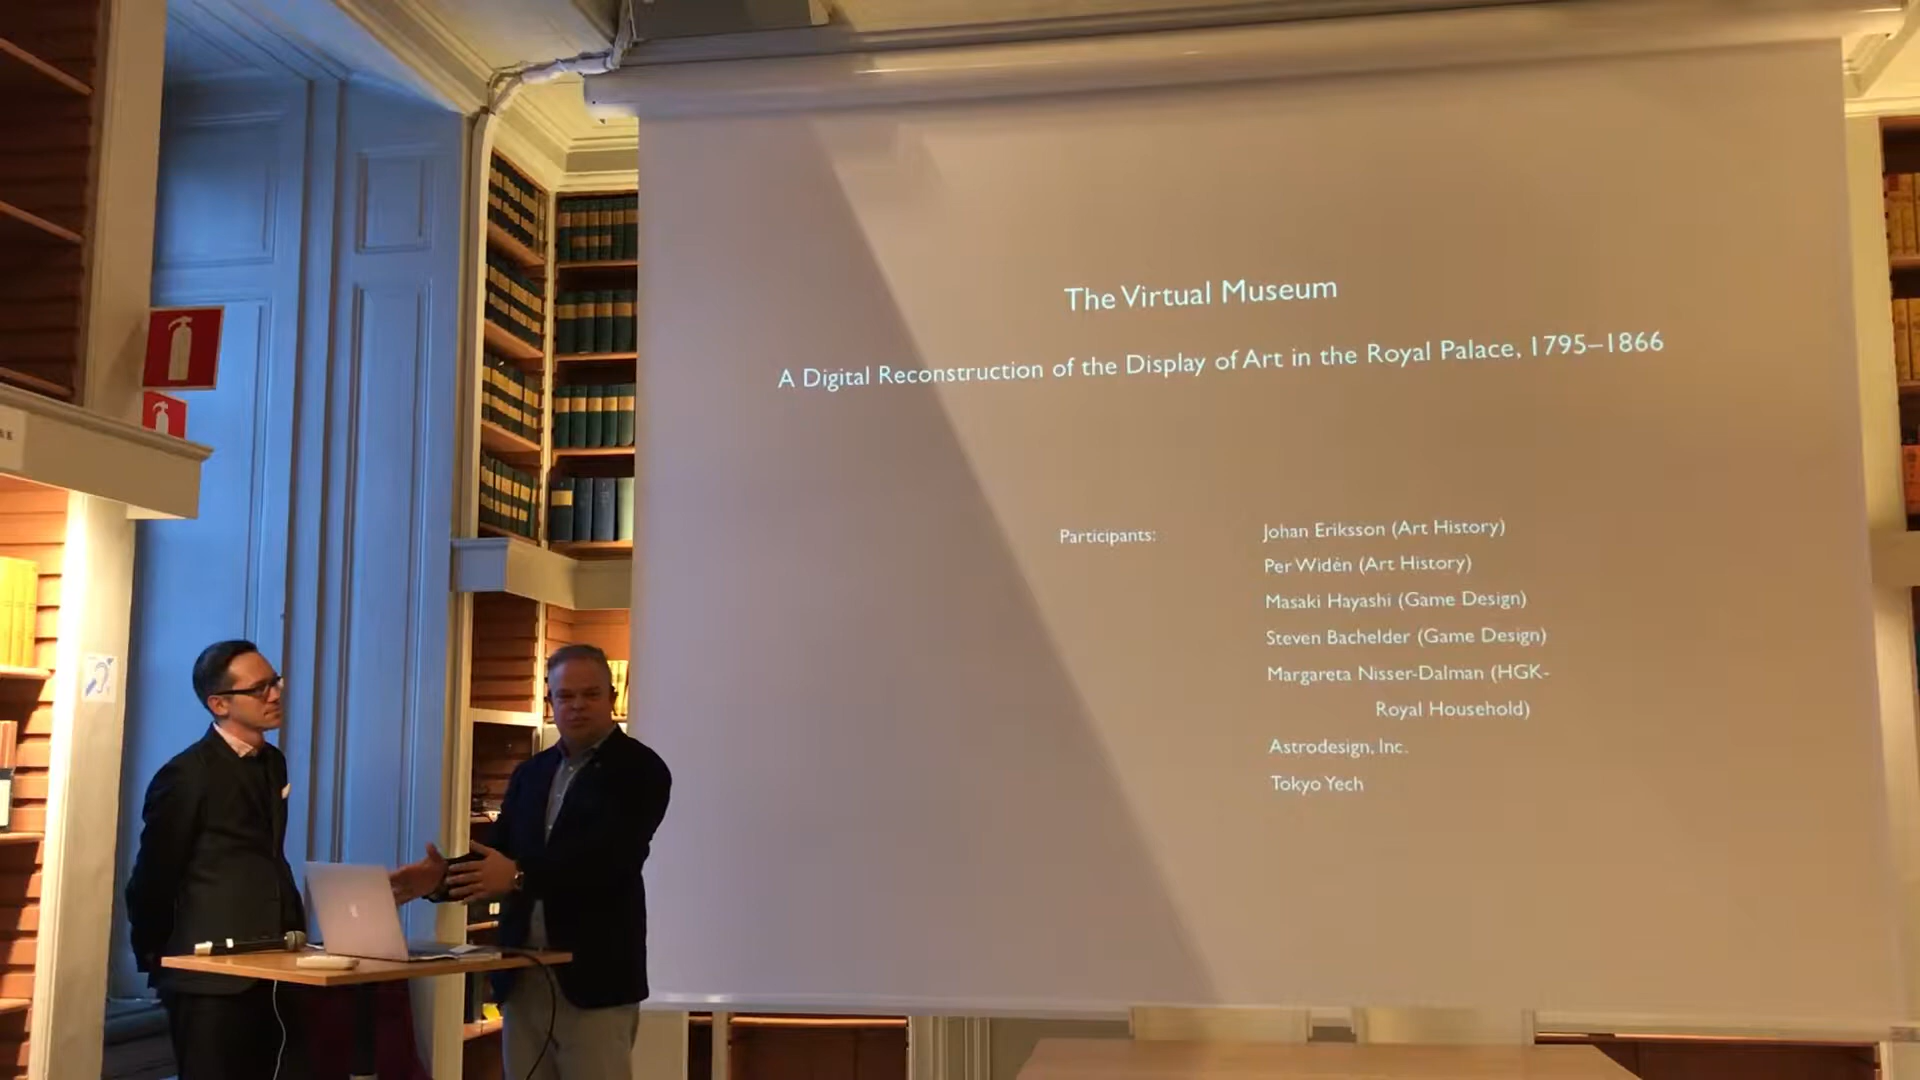 The Virtual Museum
A Digital Reconstruction of the Display of Art in the Royal Palace, 1795–1866
Participants: Johan Eriksson (Art History)
Per Widén (Art History)
Masaki Hayashi (Game Design)
Steven Bachelder (Game Design)
Margareta Nisser-Dalman (HGK-
Royal Household)
Astrodesign, Inc.
Tokyo Yech